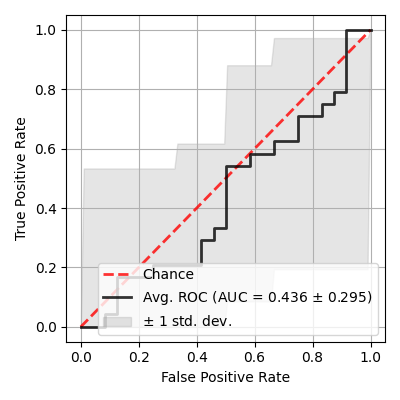 1.0
0.8
0.6
0.4
0.2
0.0
True Positive Rate
Chance
Avg. ROC (AUC = 0.436 ± 0.295)
± 1 std. dev.
0.0 0.2 0.4 0.6 0.8 1.0
False Positive Rate